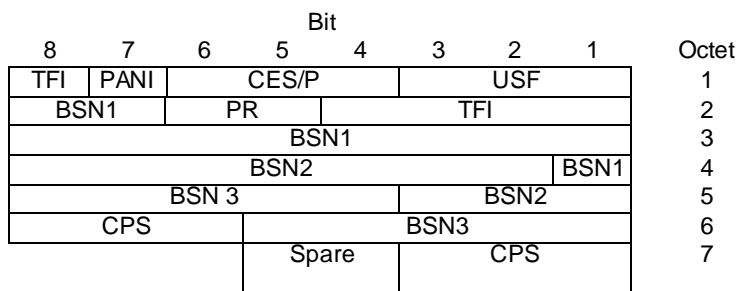 Bit
8 7 6 5 4 3 2 1 Octet
TFI PANI CES/P USF 1
BSN1 PR TFI 2
BSN1 3
BSN2 BSN1 4
BSN 3 BSN2 5
CPS BSN3 6
Spare CPS 7